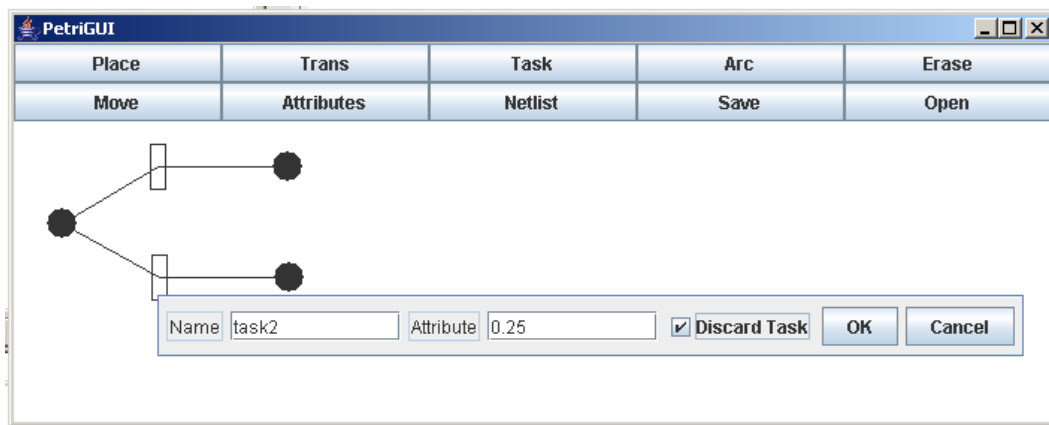 PetriGUI
Place Trans Task Arc Erase
Move Attributes Netlist Save Open
Name task2 Attribute 0.25 Discard Task OK Cancel